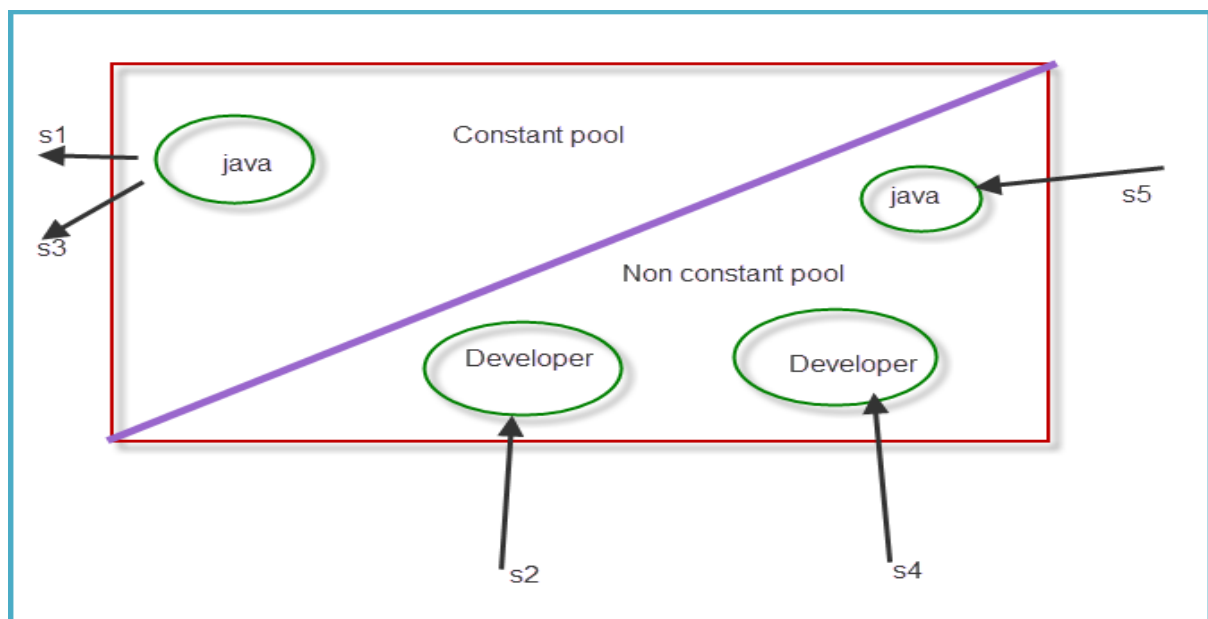 s1
Constant pool
java
java
s5
s3
Non constant pool
Developer
Developer
s2
s4